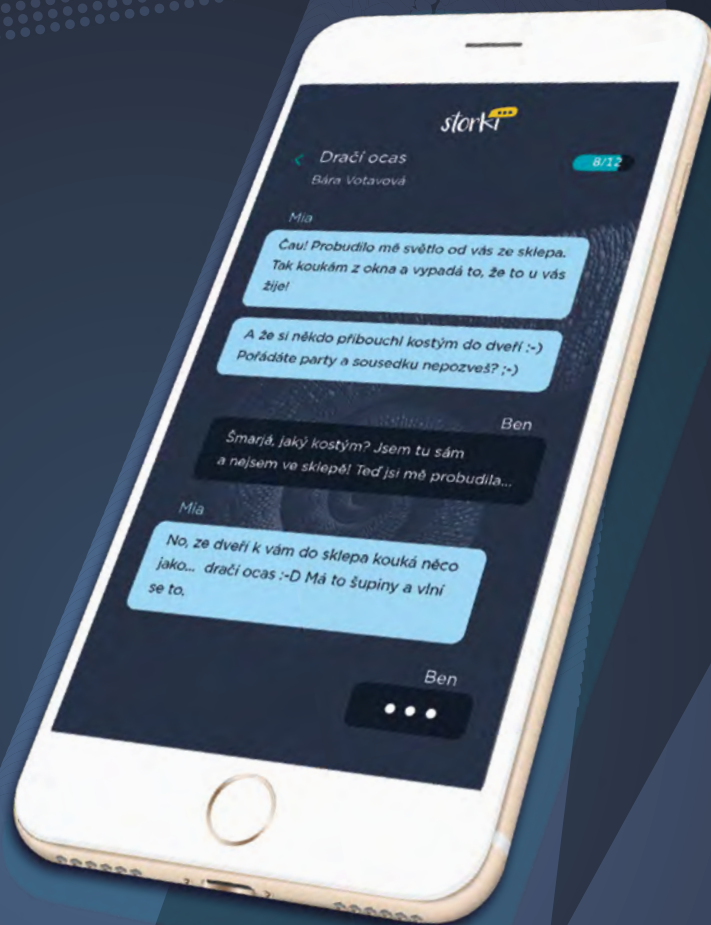 storki
Dračí ocas
8/12
Bára Votavová
Mia
Čau! Probudilo mě světlo od vás ze sklepa.
Tak koukám z okna a vypadá to, že to u vás
žije!
A že si někdo přibouchl kostým do dveří :-)
Pořádáte party a sousedku nepozveš? ;-)
Ben
Šmarjá, jaký kostým? Jsem tu sám
a nejsem ve sklepě! Teď jsi mě probudila...
Mia
No, ze dveří k vám do sklepa kouká něco
jako... dračí ocas :-D Má to šupiny a vlní
se to.
Ben